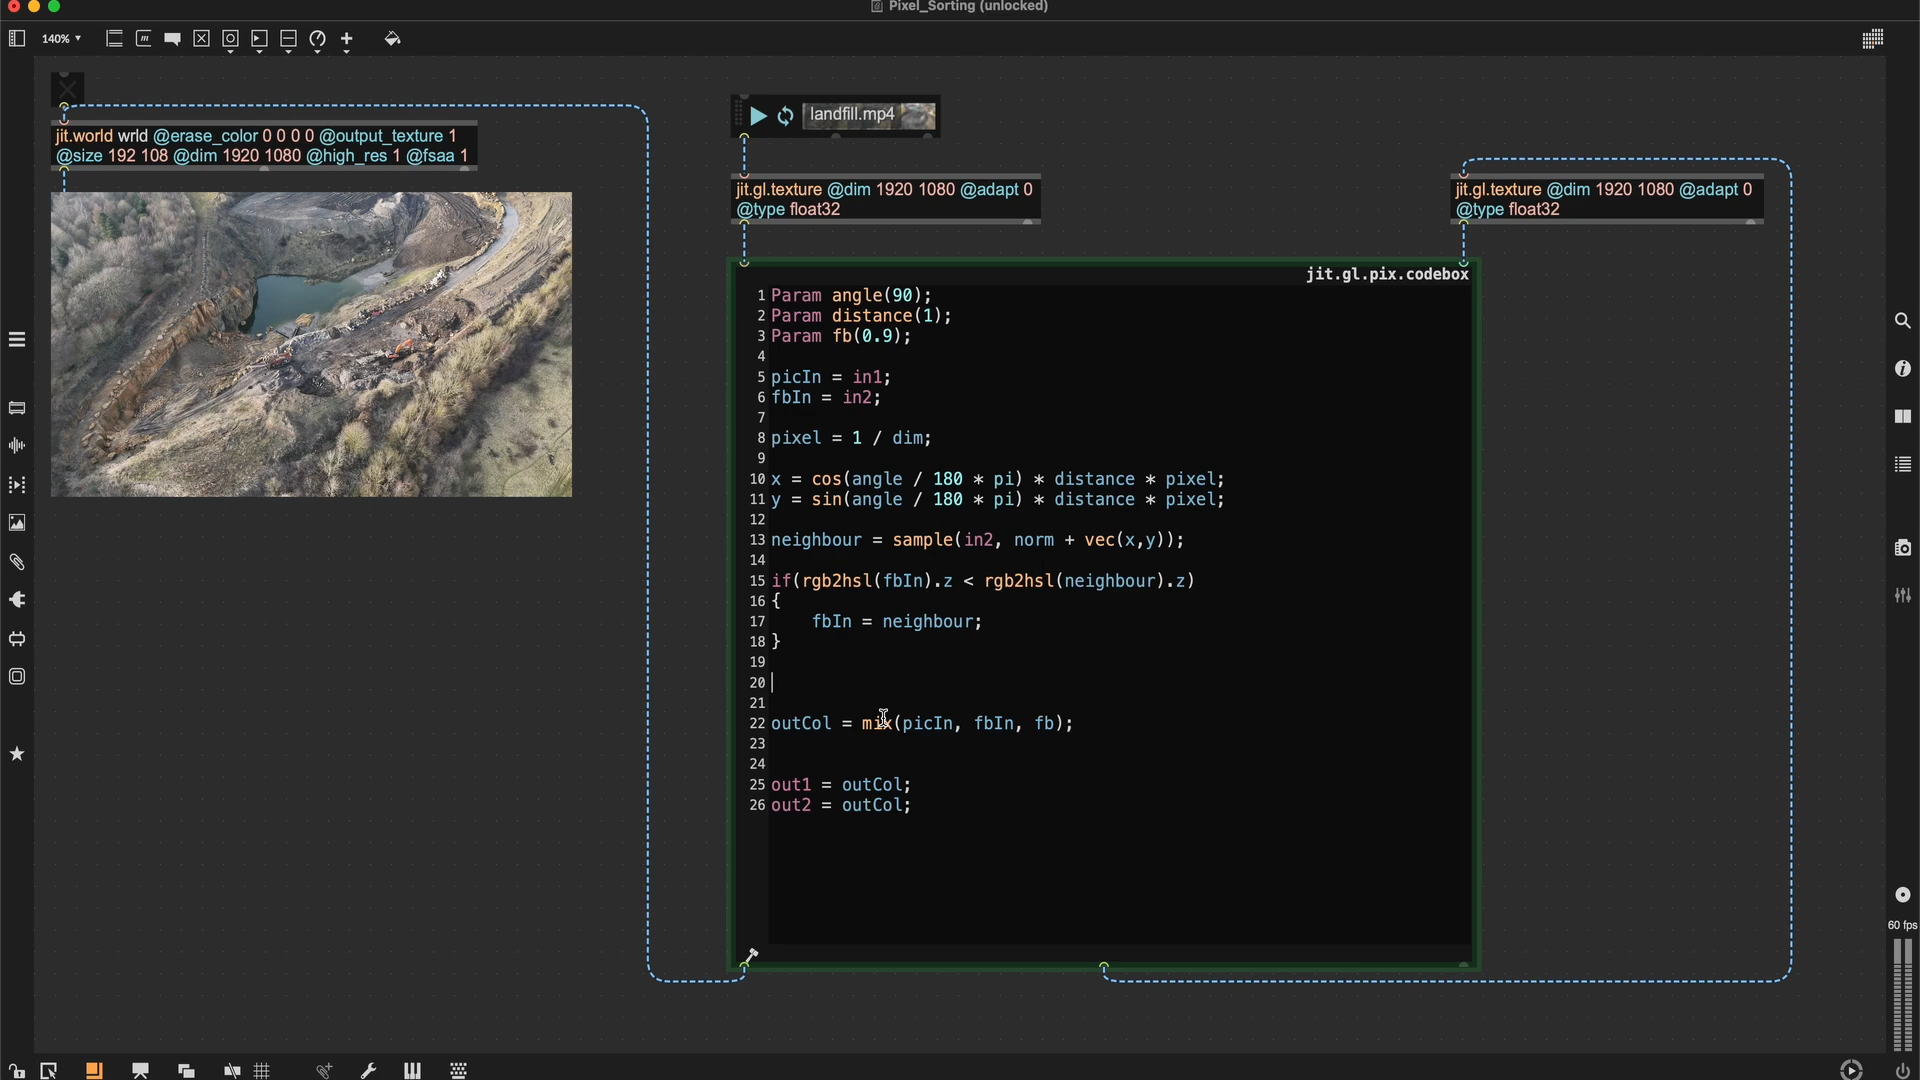 Pixel_Sorting (unlocked)
140%
jit.world wrld @erase_color 0 0 0 0 @output_texture 1
@size 192 108 @dim 1920 1080 @high_res 1 @fsaa 1
landfill.mp4
jit.gl.texture @dim 1920 1080 @adapt 0
@type float32
jit.gl.texture @dim 1920 1080 @adapt 0
@type float32
jit.gl.pix.codebox
1 Param angle(90);
2 Param distance(1);
3 Param fb(0.9);
4
5 picIn = in1;
6 fbIn = in2;
7
8 pixel = 1 / dim;
9
10 x = cos(angle / 180 * pi) * distance * pixel;
11 y = sin(angle / 180 * pi) * distance * pixel;
12
13 neighbour = sample(in2, norm + vec(x,y));
14
15 if(rgb2hsl(fbIn).z < rgb2hsl(neighbour).z)
16 {
17 fbIn = neighbour;
18 }
19
20
21
22 outCol = mix(picIn, fbIn, fb);
23
24
25 out1 = outCol;
26 out2 = outCol;
60 fps